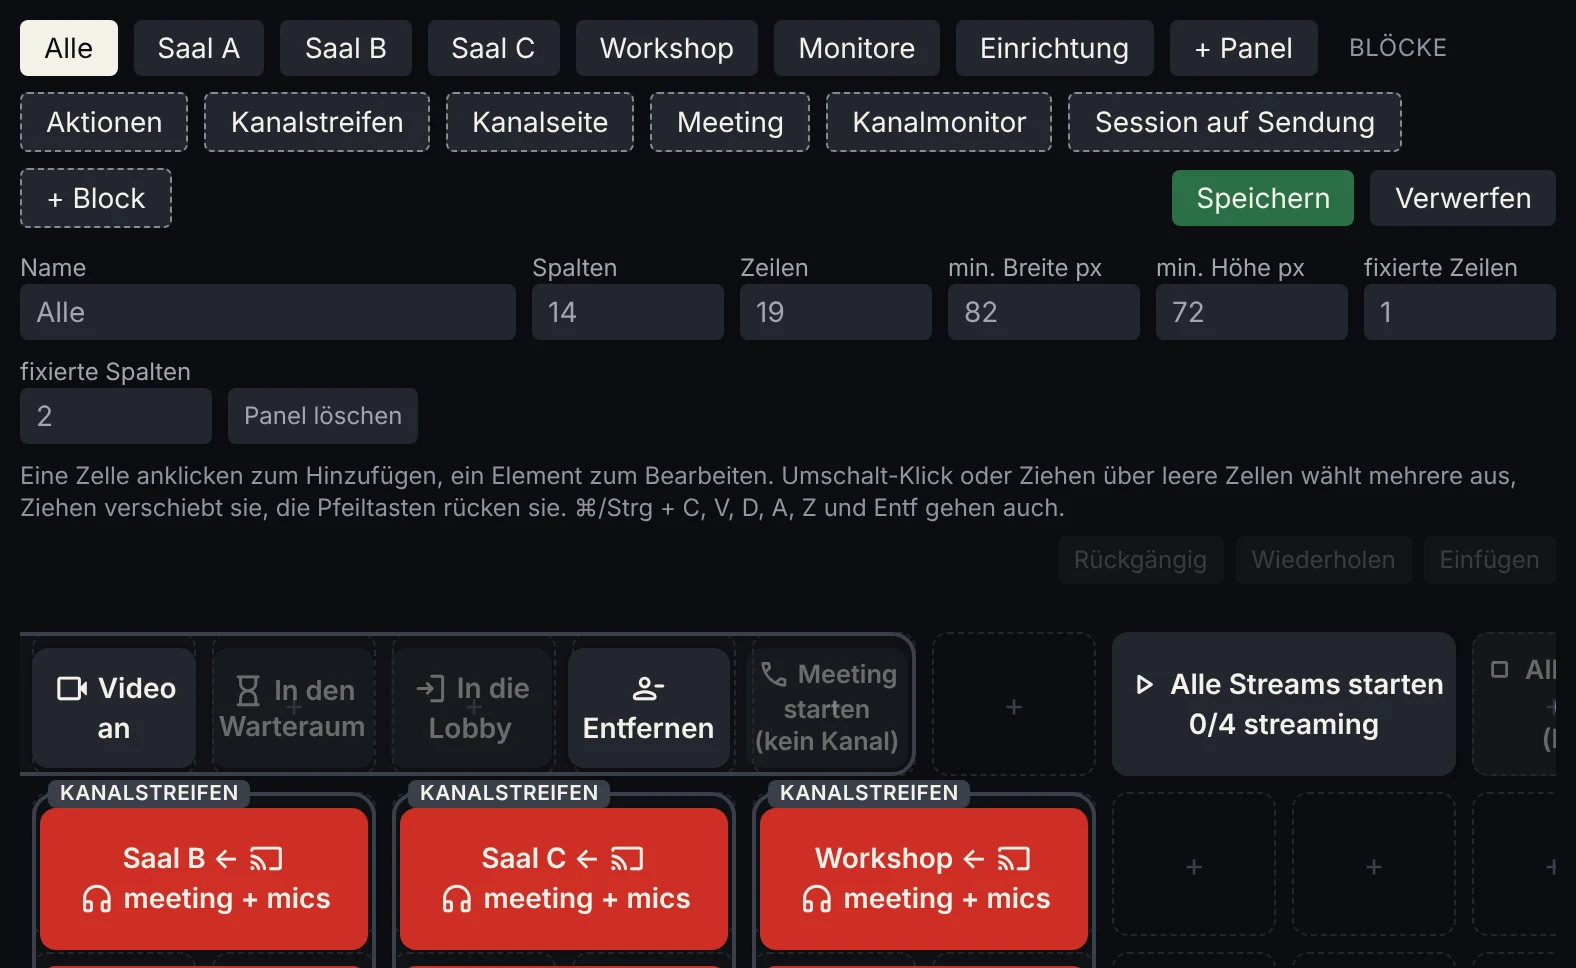 Alle Saal A Saal B Saal C Workshop Monitore Einrichtung + Panel BLÖCKE
Aktionen Kanalstreifen Kanalseite Meeting Kanalmonitor Session auf Sendung
+ Block Speichern Verwerfen
Name Spalten Zeilen min. Breite px min. Höhe px fixierte Zeilen
Alle 14 19 82 72 1
fixierte Spalten
2 Panel löschen
Eine Zelle anklicken zum Hinzufügen, ein Element zum Bearbeiten. Umschalt-Klick oder Ziehen über leere Zellen wählt mehrere aus,
Ziehen verschiebt sie, die Pfeiltasten rücken sie. ⌘/Strg + C, V, D, A, Z und Entf gehen auch.
Rückgängig Wiederholen Einfügen
Video
an
In den
Warteraum
In die
Lobby
Entfernen
Meeting
starten
(kein Kanal)
+
Alle Streams starten
0/4 streaming
KANALSTREIFEN KANALSTREIFEN KANALSTREIFEN
Saal B ←
meeting + mics
Saal C ←
meeting + mics
Workshop ←
meeting + mics
+ + +